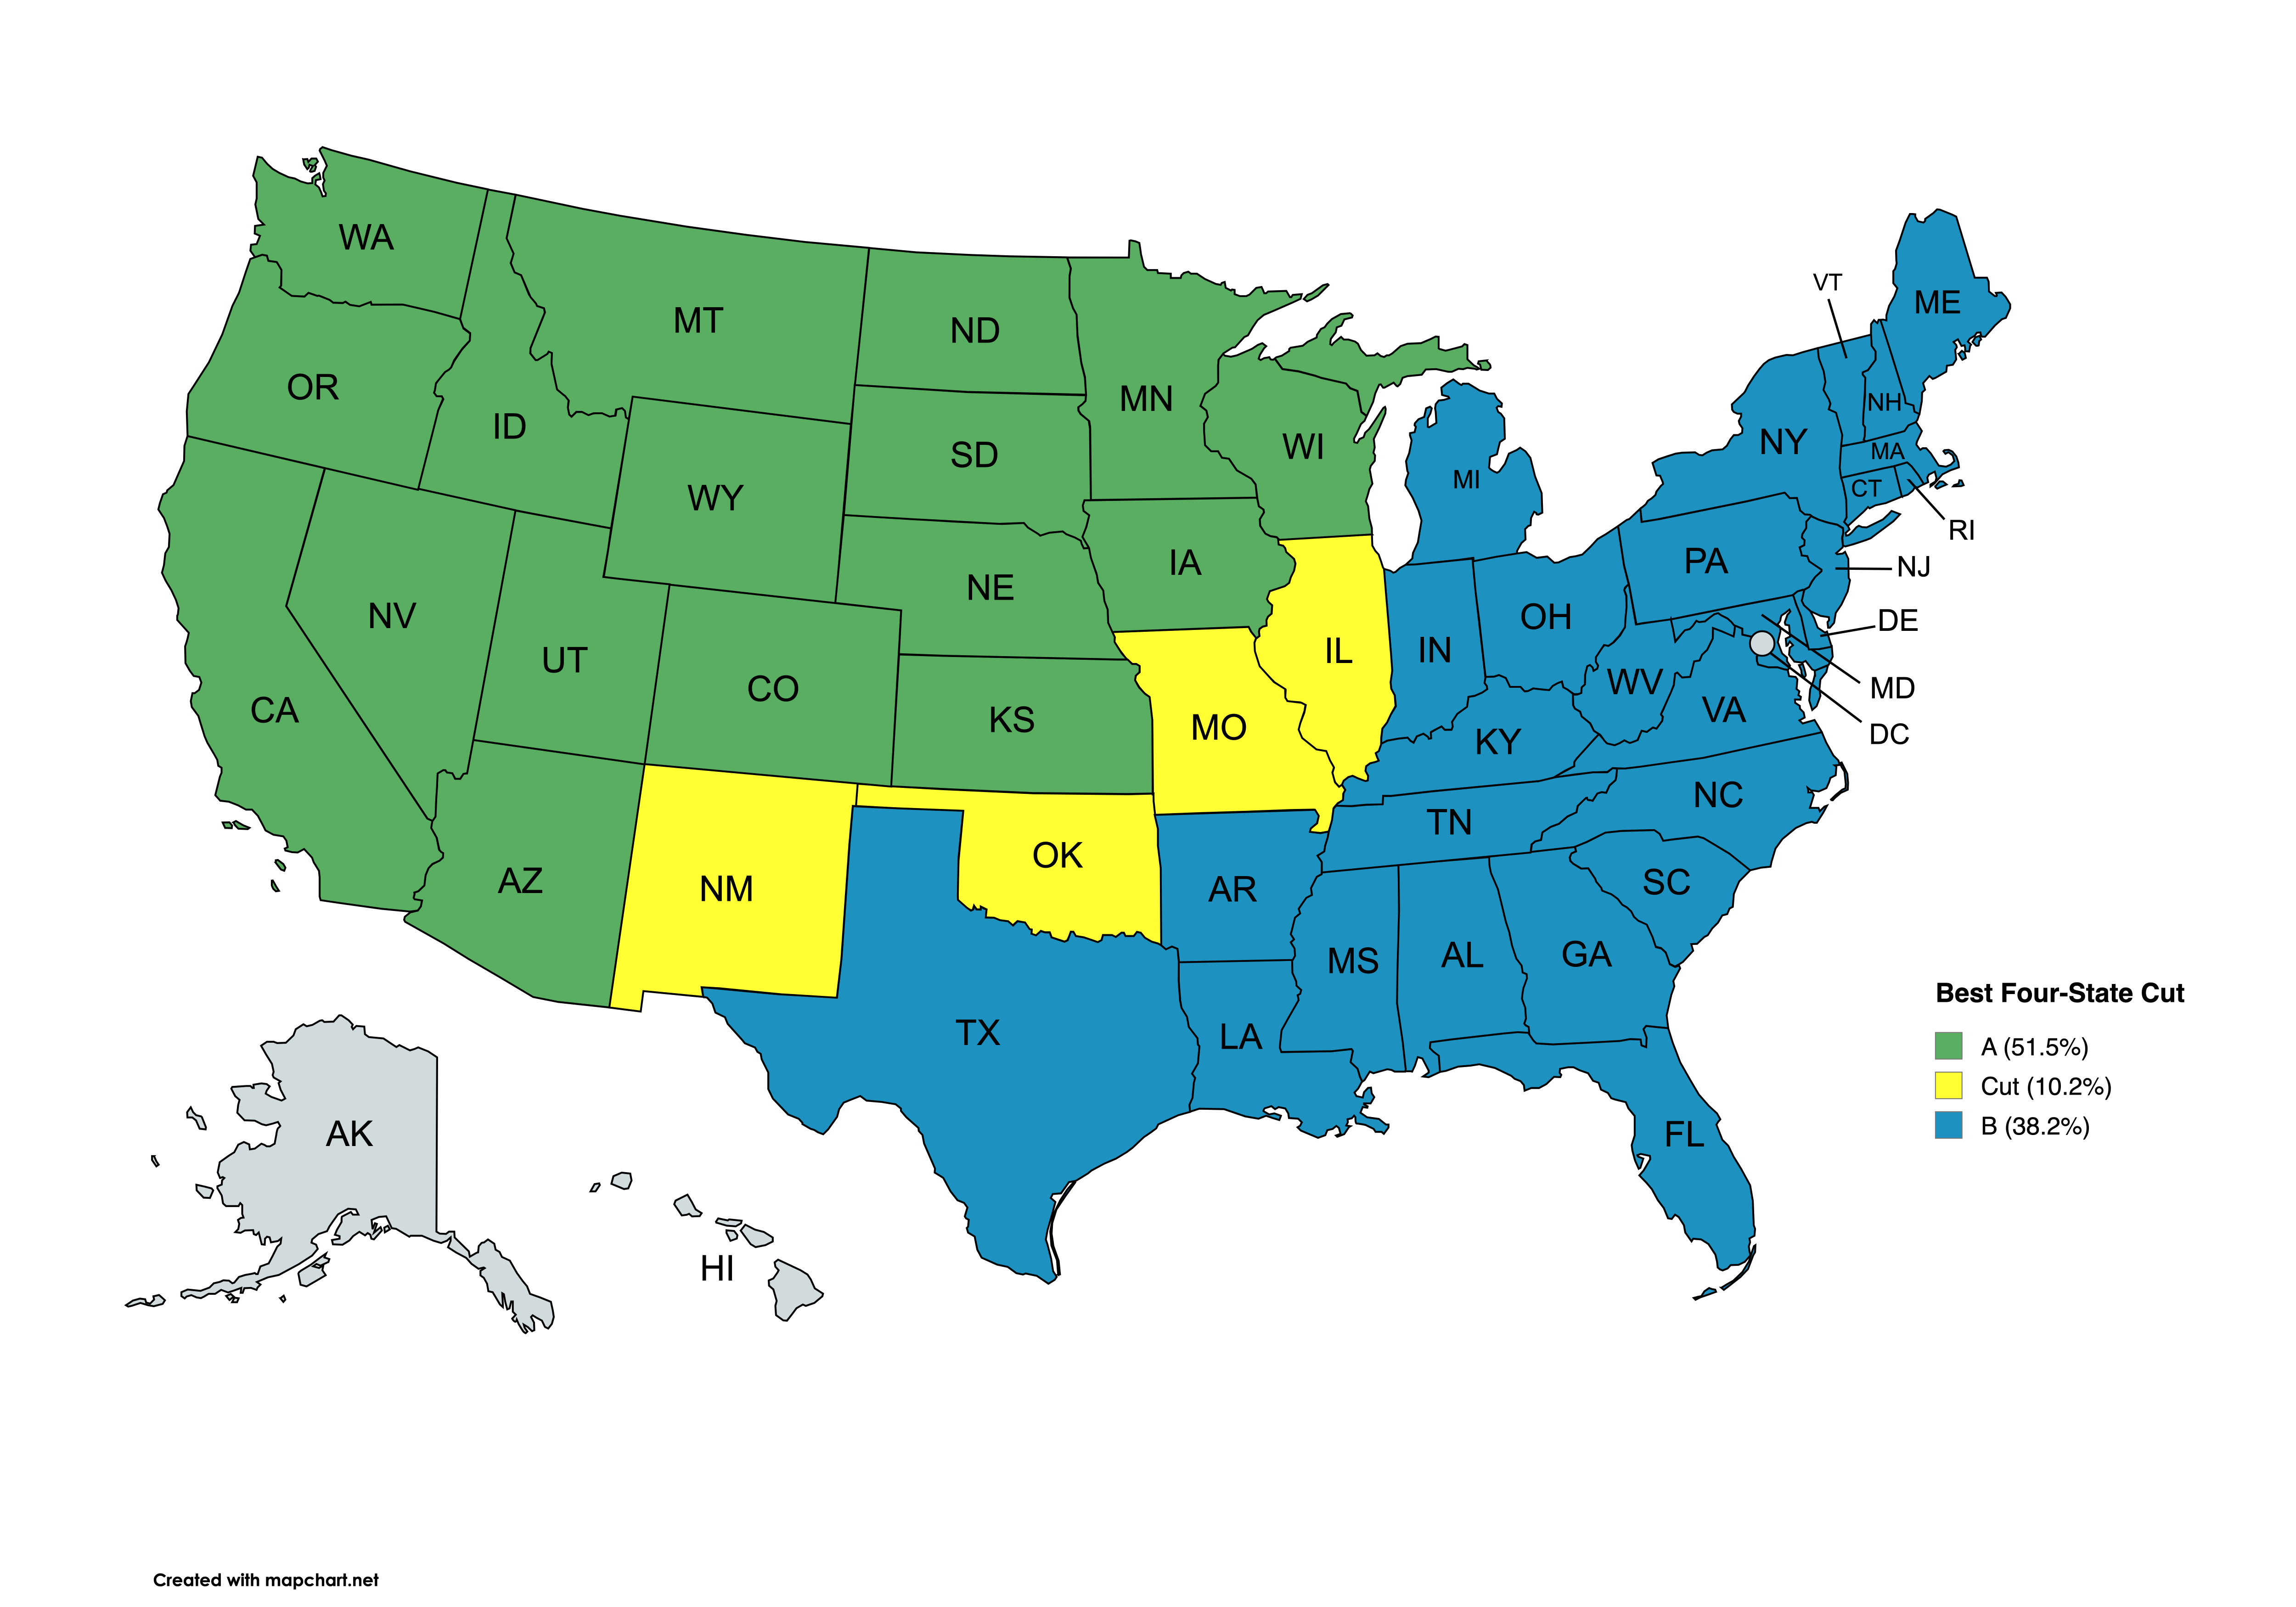 VT
ME
WA
MT
ND
OR
MN
ID
NH
NY
WI
MA
SD
MI
CT
WY
RI
PA
IA
NJ
NE
NV
OH
DE
IL
IN
UT
WV
CO
MD
CA
VA
KS
MO
DC
KY
NC
TN
OK
AZ
SC
NM
AR
GA
AL
MS
Best Four-State Cut
TX
LA
A (51.5%)
Cut (10.2%)
B (38.2%)
AK
FL
HI
Created with mapchart.net